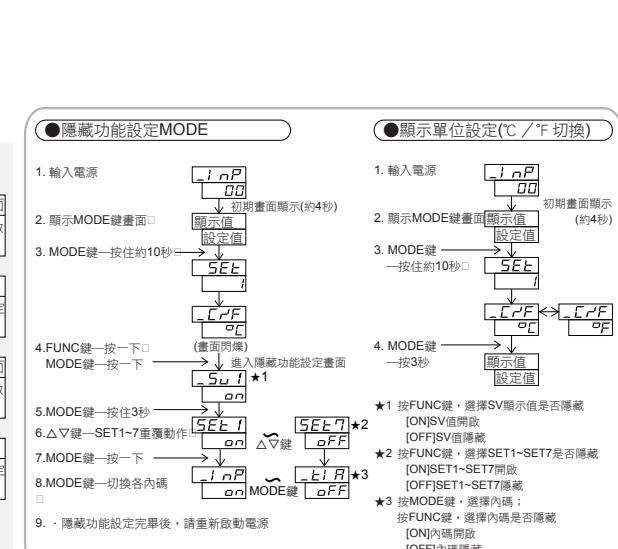 ●隱藏功能設定MODE
1. 輸入電源
_InP
00
初期畫面顯示(約4秒)
2. 顯示MODE鍵畫面□
顯示值
設定值
3. MODE鍵—按住約10秒□
SEt
1
_C/F
℃
(畫面閃爍)
4.FUNC鍵—按一下□
MODE鍵—按一下
進入隱藏功能設定畫面
_Su1 ★1
on
5.MODE鍵—按住3秒
6.△▽鍵—SET1~7重覆動作□
SEt1
on
△▽鍵
SEt7 ★2
oFF
7.MODE鍵—按一下
8.MODE鍵—切換各內碼
□
_InP
on
MODE鍵
_t1A ★3
oFF
9. ‧隱藏功能設定完畢後，請重新啟動電源
●顯示單位設定(℃／℉切換)
1. 輸入電源
_InP
00
初期畫面顯示
(約4秒)
2. 顯示MODE鍵畫面
顯示值
設定值
3. MODE鍵
—按住約10秒□
SEt
1
_C/F
℃
_C/F
℉
4. MODE鍵
—按3秒
顯示值
設定值
★1 按FUNC鍵，選擇SV顯示值是否隱藏
[ON]SV值開啟
[OFF]SV值隱藏
★2 按FUNC鍵，選擇SET1~SET7是否隱藏
[ON]SET1~SET7開啟
[OFF]SET1~SET7隱藏
★3 按MODE鍵，選擇內碼；
按FUNC鍵，選擇內碼是否隱藏
[ON]內碼開啟
[OFF]內碼隱藏